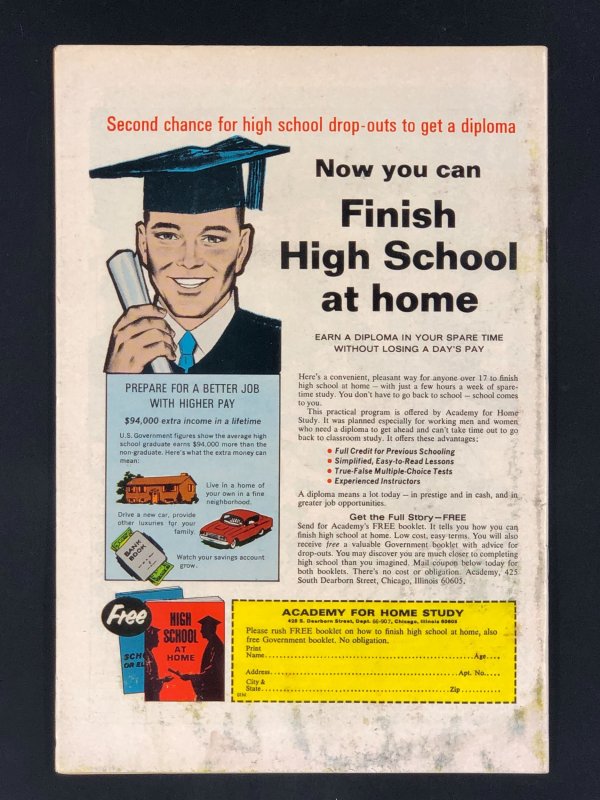 Second chance for high school drop-outs to get a diploma
Now you can
Finish
High School
at home
EARN A DIPLOMA IN YOUR SPARE TIME
WITHOUT LOSING A DAY'S PAY
PREPARE FOR A BETTER JOB
WITH HIGHER PAY
$94,000 extra income in a lifetime
U.S. Government figures show the average high
school graduate earns $94,000 more than the
non-graduate. Here's what the extra money can
mean:
Live in a home of
your own in a fine
neighborhood.
Drive a new car, provide
other luxuries for your
family.
BANK
BOOK
Watch your savings account
grow.
Here's a convenient, pleasant way for anyone over 17 to finish
high school at home – with just a few hours a week of spare-
time study. You don't have to go back to school – school comes
to you.
This practical program is offered by Academy for Home
Study. It was planned especially for working men and women
who need a diploma to get ahead and can't take time out to go
back to classroom study. It offers these advantages:
● Full Credit for Previous Schooling
● Simplified, Easy-to-Read Lessons
● True-False Multiple-Choice Tests
● Experienced Instructors
A diploma means a lot today – in prestige and in cash, and in
greater job opportunities.
Get the Full Story–FREE
Send for Academy's FREE booklet. It tells you how you can
finish high school at home. Low cost, easy terms. You will also
receive free a valuable Government booklet with advice for
drop-outs. You may discover you are much closer to completing
high school than you imagined. Mail coupon below today for
both booklets. There's no cost or obligation. Academy, 425
South Dearborn Street, Chicago, Illinois 60605.
Free
HIGH
SCHOOL
AT
HOME
SCHO
OR EL
ACADEMY FOR HOME STUDY
425 S. Dearborn Street, Dept. 66-907, Chicago, Illinois 60605
Please rush FREE booklet on how to finish high school at home, also
free Government booklet. No obligation.
Print
Name Age
Address Apt. No.
City &
State Zip